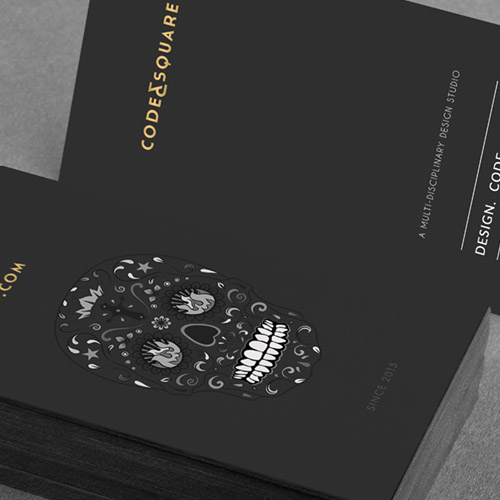 CODE&SQUARE
A MULTI-DISCIPLINARY DESIGN STUDIO
DESIGN. CODE
.COM
SINCE 2015